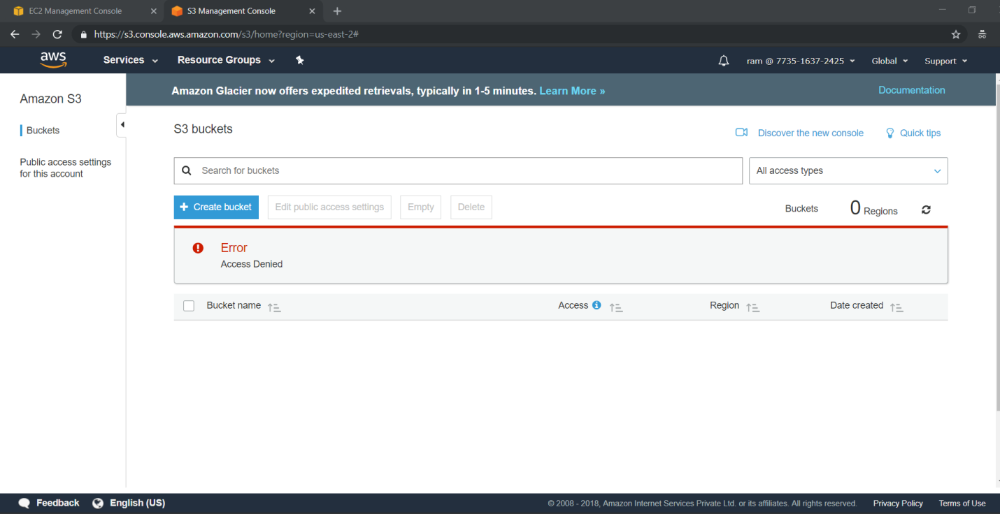 EC2 Management Console
S3 Management Console
https://s3.console.aws.amazon.com/s3/home?region=us-east-2#
aws
Services
Resource Groups
ram @ 7735-1637-2425
Global
Support
Amazon S3
Buckets
Public access settings
for this account
Amazon Glacier now offers expedited retrievals, typically in 1-5 minutes. Learn More »
Documentation
S3 buckets
Discover the new console
Quick tips
Search for buckets
All access types
+ Create bucket
Edit public access settings
Empty
Delete
Buckets
0 Regions
Error
Access Denied
Bucket name
Access
Region
Date created
Feedback
English (US)
© 2008 - 2018, Amazon Internet Services Private Ltd. or its affiliates. All rights reserved.
Privacy Policy
Terms of Use